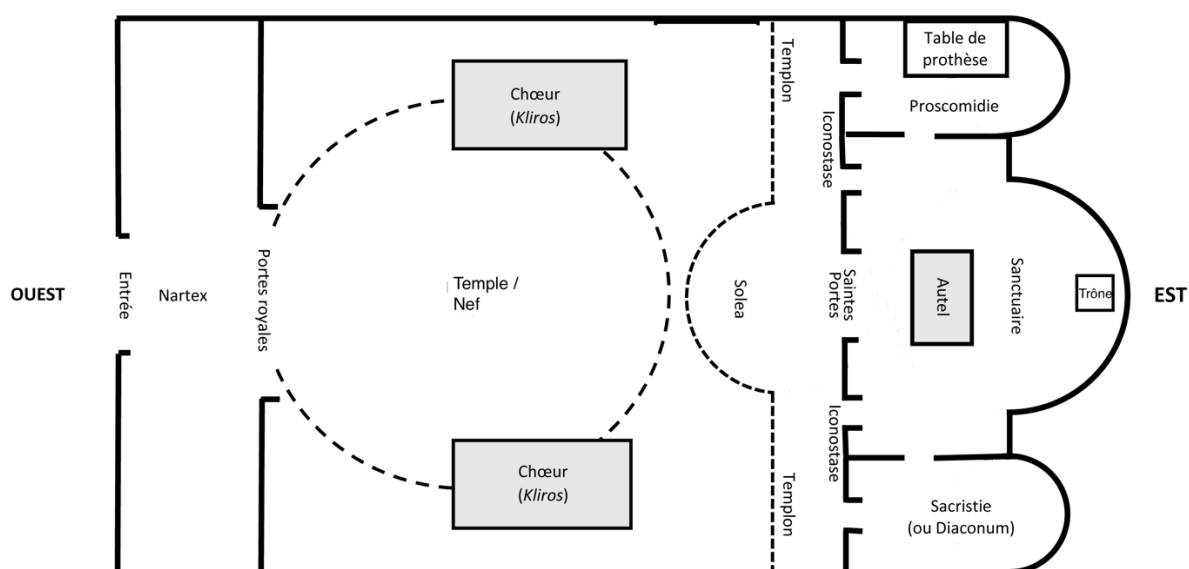 OUEST
Entrée
Nartex
Portes royales
Chœur
(Kliros)
Temple /
Nef
Chœur
(Kliros)
Solea
Templon
Templon
Iconostase
Saintes
Portes
Iconostase
Table de
prothèse
Proscomidie
Autel
Sanctuaire
Trône
Sacristie
(ou Diaconum)
EST